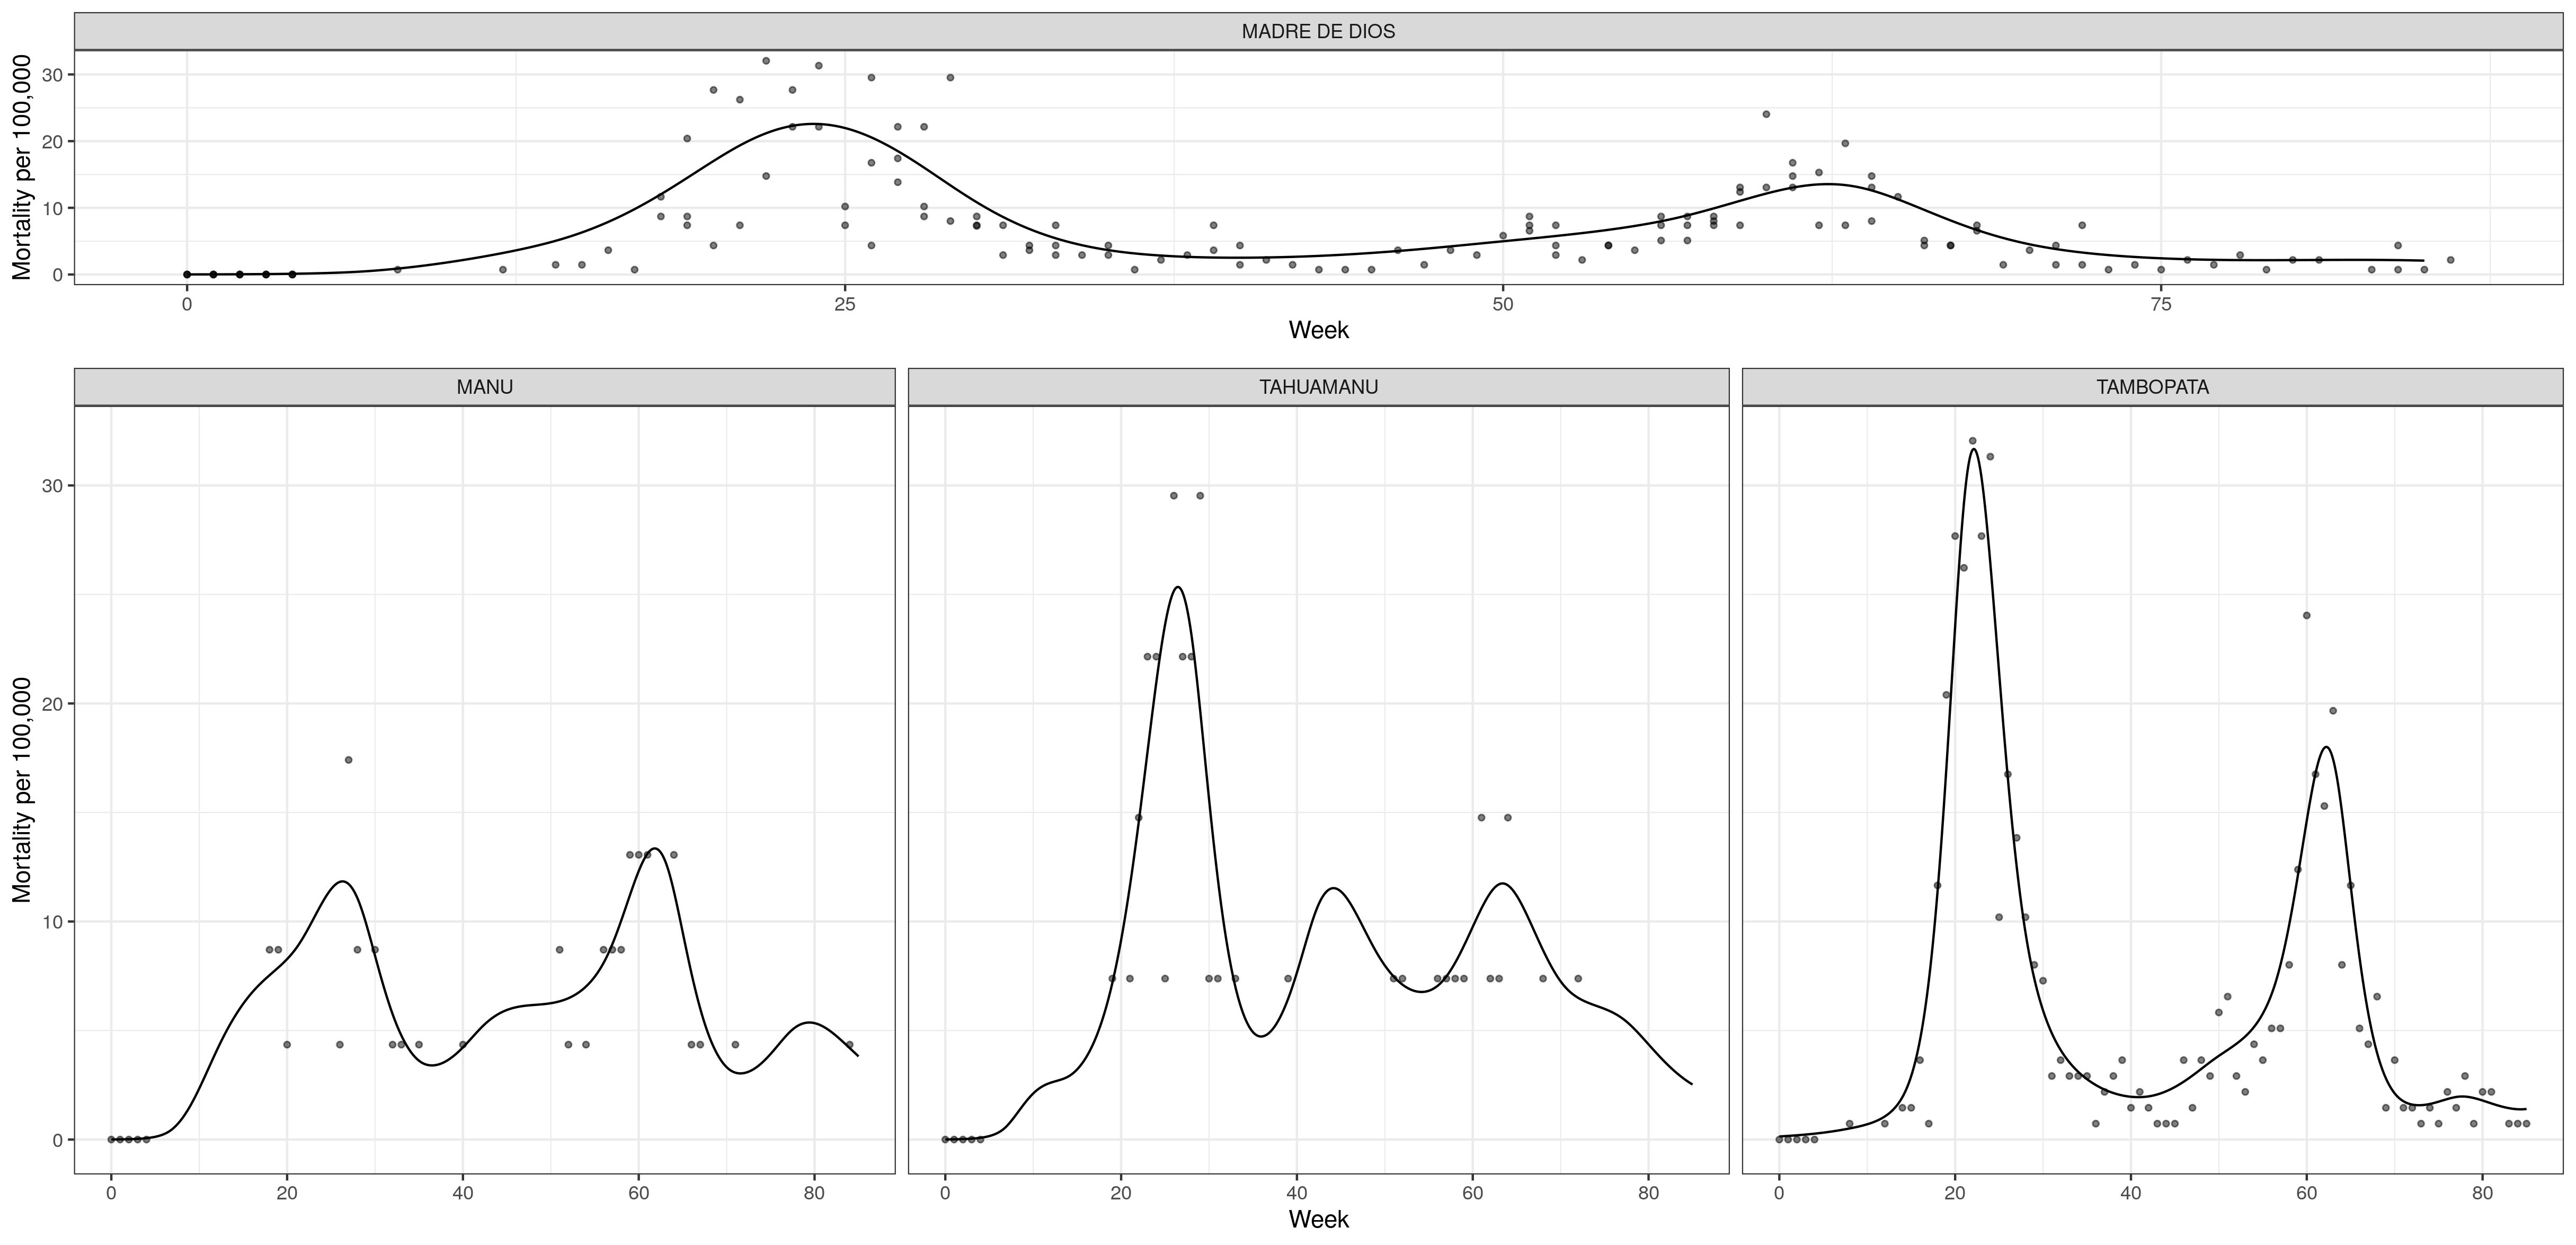 MADRE DE DIOS
Mortality per 100,000
30
20
10
0
0 25 50 75
Week
MANU TAHUAMANU TAMBOPATA
Mortality per 100,000
30
20
10
0
0 20 40 60 80 0 20 40 60 80 0 20 40 60 80
Week